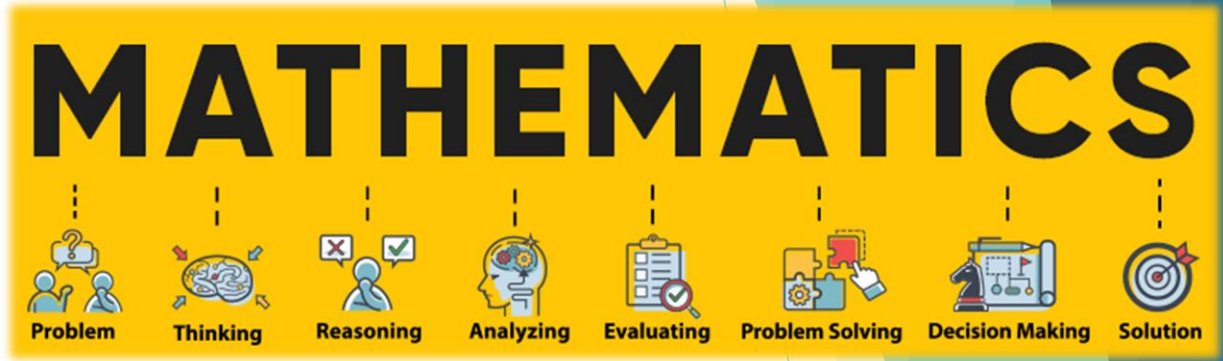 MATHEMATICS
Problem
Thinking
Reasoning
Analyzing
Evaluating
Problem Solving
Decision Making
Solution